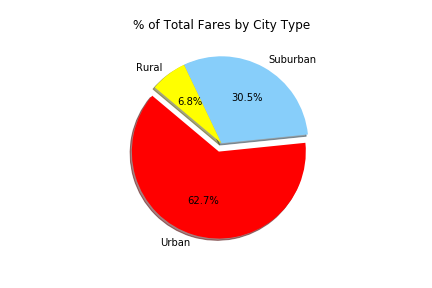 % of Total Fares by City Type
Suburban
Rural
30.5%
6.8%
62.7%
Urban